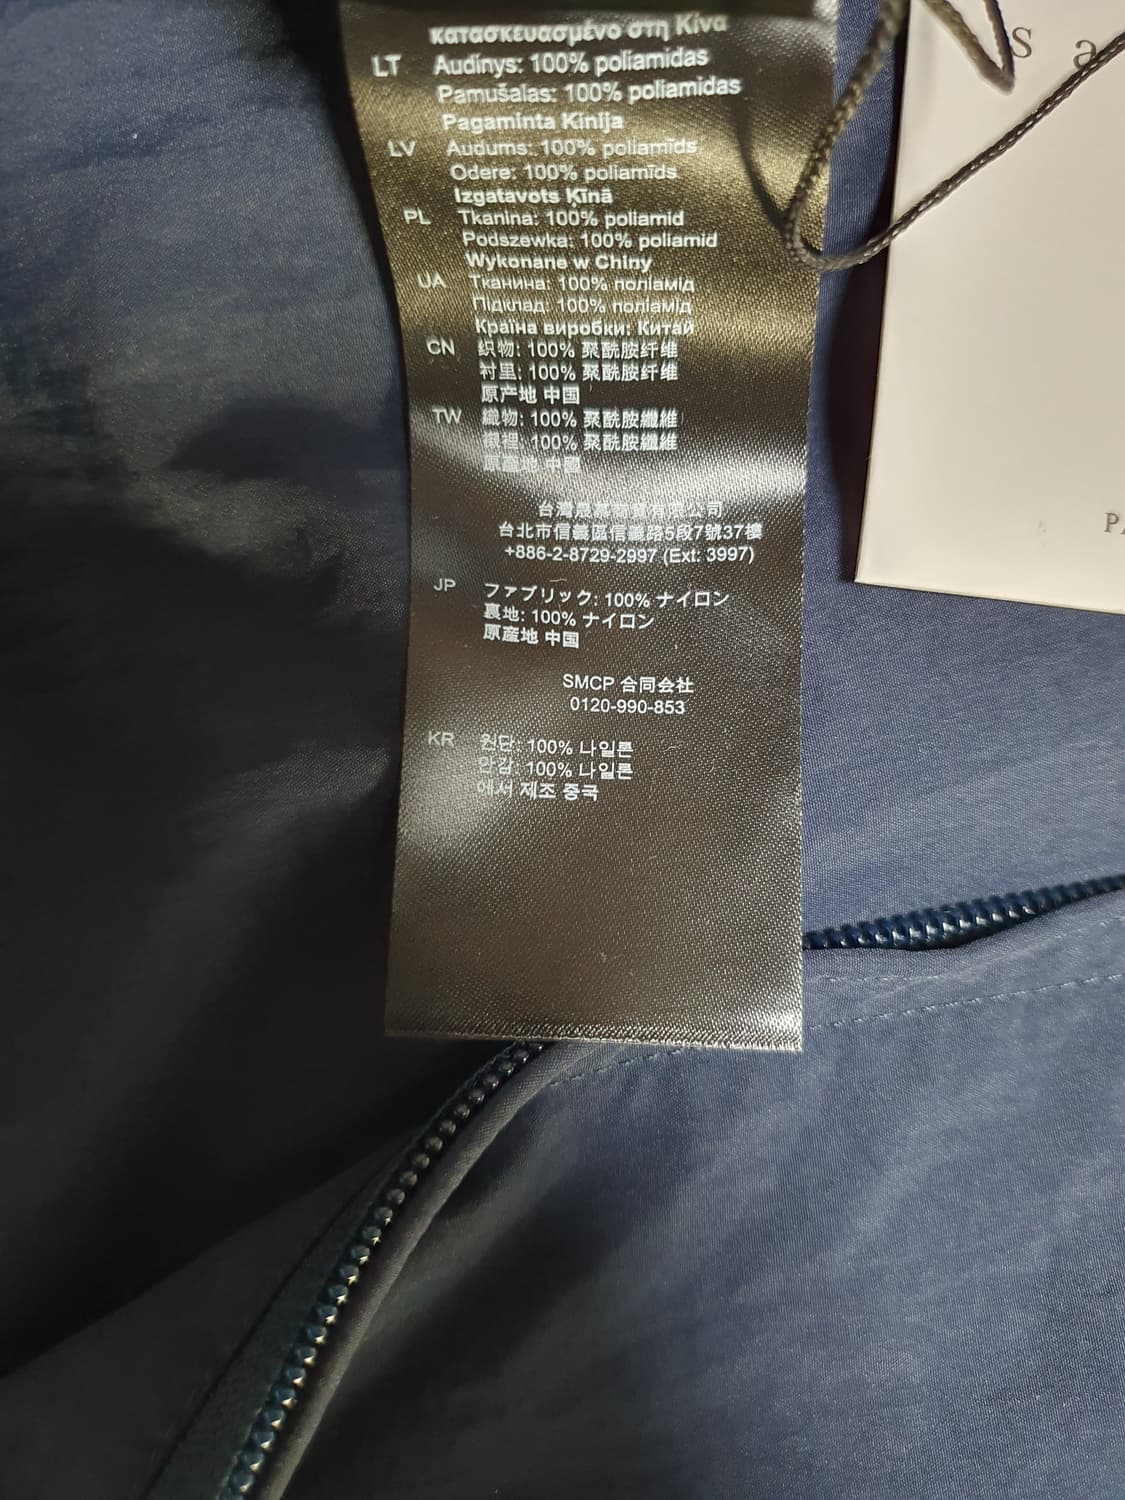 κατασκευασμένο στη Κίνα
LT Audinys: 100% poliamidas
Pamušalas: 100% poliamidas
Pagaminta Kinija
LV Audums: 100% poliamīds
Odere: 100% poliamīds
Izgatavots Ķīnā
PL Tkanina: 100% poliamid
Podszewka: 100% poliamid
Wykonane w Chiny
UA Тканина: 100% поліамід
Підклад: 100% поліамід
Країна виробки: Китай
CN 织物: 100% 聚酰胺纤维
衬里: 100% 聚酰胺纤维
原产地 中国
TW 織物: 100% 聚酰胺纖維
襯裡: 100% 聚酰胺纖維
原產地 中国
台北市信義區信義路5段7號37樓
+886-2-8729-2997 (Ext: 3997)
JP ファブリック: 100% ナイロン
裏地: 100% ナイロン
原産地 中国
SMCP 合同会社
0120-990-853
KR 원단: 100% 나일론
안감: 100% 나일론
에서 제조 중국
s a